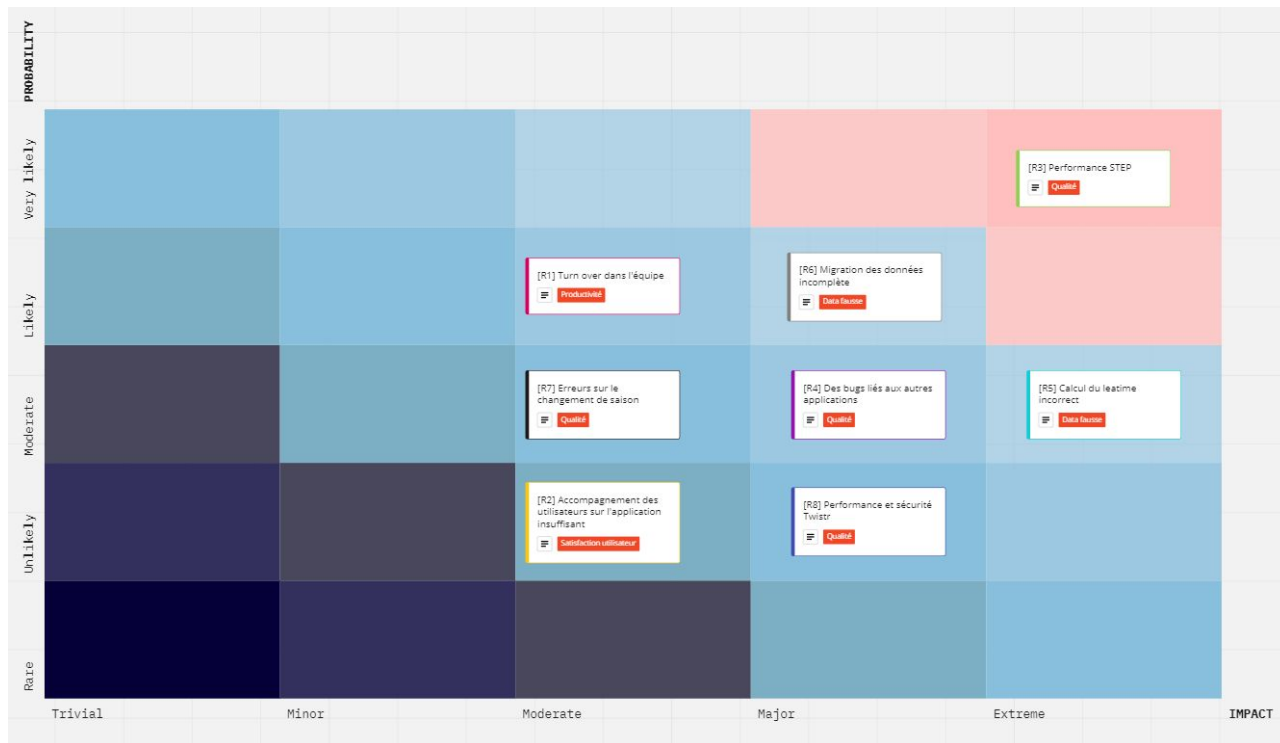 PROBABILITY
Very likely
[R3] Performance STEP
Qualité
Likely
[R1] Turn over dans l'équipe
Productivité
[R6] Migration des données
incomplète
Data fausse
Moderate
[R7] Erreurs sur le
changement de saison
Qualité
[R4] Des bugs liés aux autres
applications
Qualité
[R5] Calcul du leatime
incorrect
Data fausse
Unlikely
[R2] Accompagnement des
utilisateurs sur l'application
insuffisant
Satisfaction utilisateur
[R8] Performance et sécurité
Twistr
Qualité
Rare
Trivial
Minor
Moderate
Major
Extreme
IMPACT